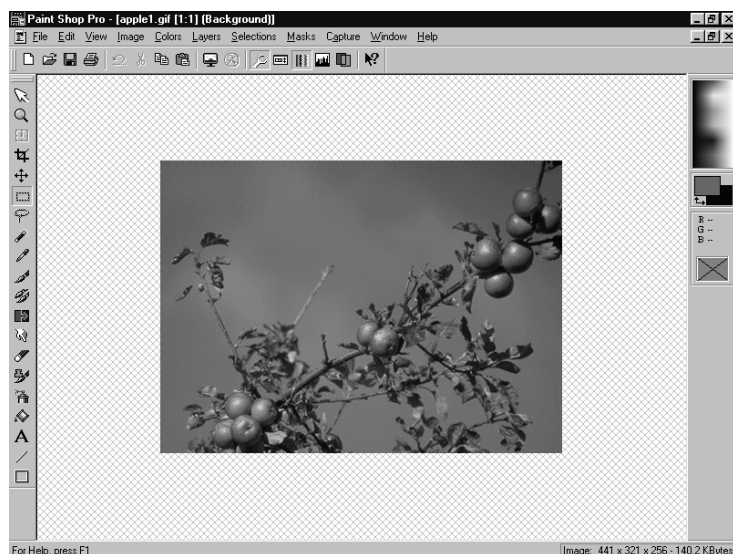 Paint Shop Pro - [apple1.gif [1:1] (Background)]
File Edit View Image Colors Layers Selections Masks Capture Window Help
A
R --
G --
B --
For Help, press F1
Image: 441 x 321 x 256 - 140.2 KBytes